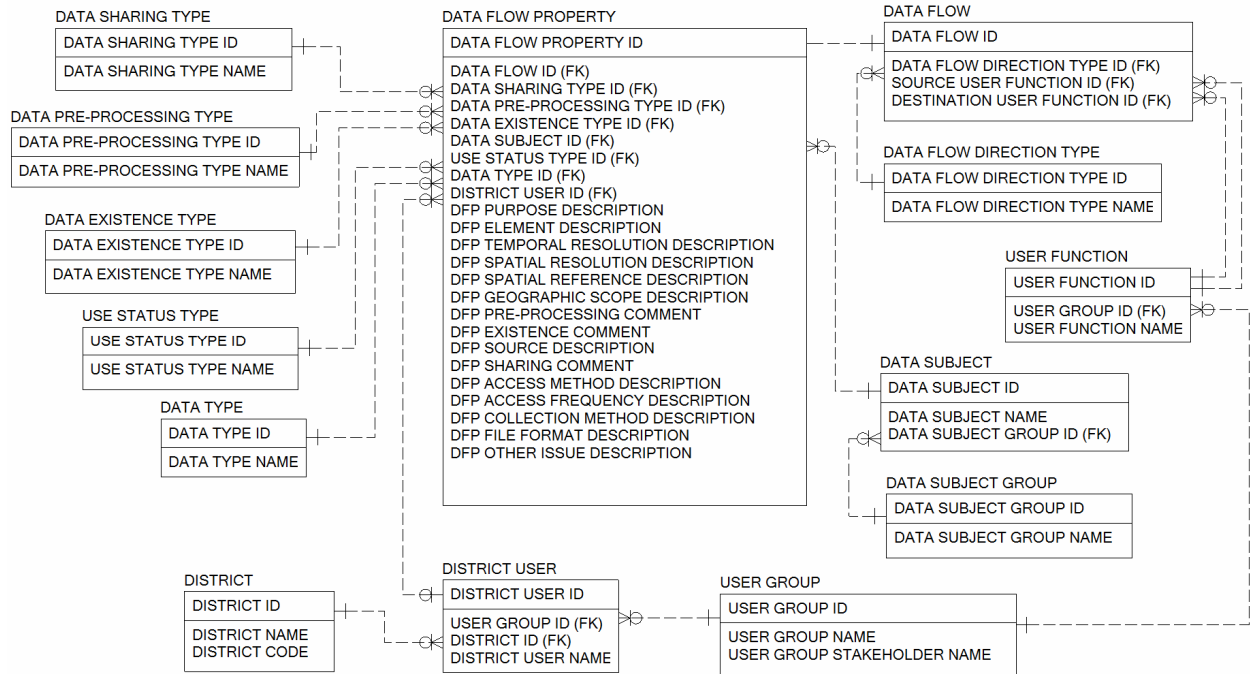 DATA SHARING TYPE
DATA SHARING TYPE ID
DATA SHARING TYPE NAME
DATA PRE-PROCESSING TYPE
DATA PRE-PROCESSING TYPE ID
DATA PRE-PROCESSING TYPE NAME
DATA EXISTENCE TYPE
DATA EXISTENCE TYPE ID
DATA EXISTENCE TYPE NAME
USE STATUS TYPE
USE STATUS TYPE ID
USE STATUS TYPE NAME
DATA TYPE
DATA TYPE ID
DATA TYPE NAME
DATA FLOW PROPERTY
DATA FLOW PROPERTY ID
DATA FLOW ID (FK)
DATA SHARING TYPE ID (FK)
DATA PRE-PROCESSING TYPE ID (FK)
DATA EXISTENCE TYPE ID (FK)
DATA SUBJECT ID (FK)
USE STATUS TYPE ID (FK)
DATA TYPE ID (FK)
DISTRICT USER ID (FK)
DFP PURPOSE DESCRIPTION
DFP ELEMENT DESCRIPTION
DFP TEMPORAL RESOLUTION DESCRIPTION
DFP SPATIAL RESOLUTION DESCRIPTION
DFP SPATIAL REFERENCE DESCRIPTION
DFP GEOGRAPHIC SCOPE DESCRIPTION
DFP PRE-PROCESSING COMMENT
DFP EXISTENCE COMMENT
DFP SOURCE DESCRIPTION
DFP SHARING COMMENT
DFP ACCESS METHOD DESCRIPTION
DFP ACCESS FREQUENCY DESCRIPTION
DFP COLLECTION METHOD DESCRIPTION
DFP FILE FORMAT DESCRIPTION
DFP OTHER ISSUE DESCRIPTION
DATA FLOW
DATA FLOW ID
DATA FLOW DIRECTION TYPE ID (FK)
SOURCE USER FUNCTION ID (FK)
DESTINATION USER FUNCTION ID (FK)
DATA FLOW DIRECTION TYPE
DATA FLOW DIRECTION TYPE ID
DATA FLOW DIRECTION TYPE NAME
USER FUNCTION
USER FUNCTION ID
USER GROUP ID (FK)
USER FUNCTION NAME
DATA SUBJECT
DATA SUBJECT ID
DATA SUBJECT NAME
DATA SUBJECT GROUP ID (FK)
DATA SUBJECT GROUP
DATA SUBJECT GROUP ID
DATA SUBJECT GROUP NAME
DISTRICT
DISTRICT ID
DISTRICT NAME
DISTRICT CODE
DISTRICT USER
DISTRICT USER ID
USER GROUP ID (FK)
DISTRICT ID (FK)
DISTRICT USER NAME
USER GROUP
USER GROUP ID
USER GROUP NAME
USER GROUP STAKEHOLDER NAME